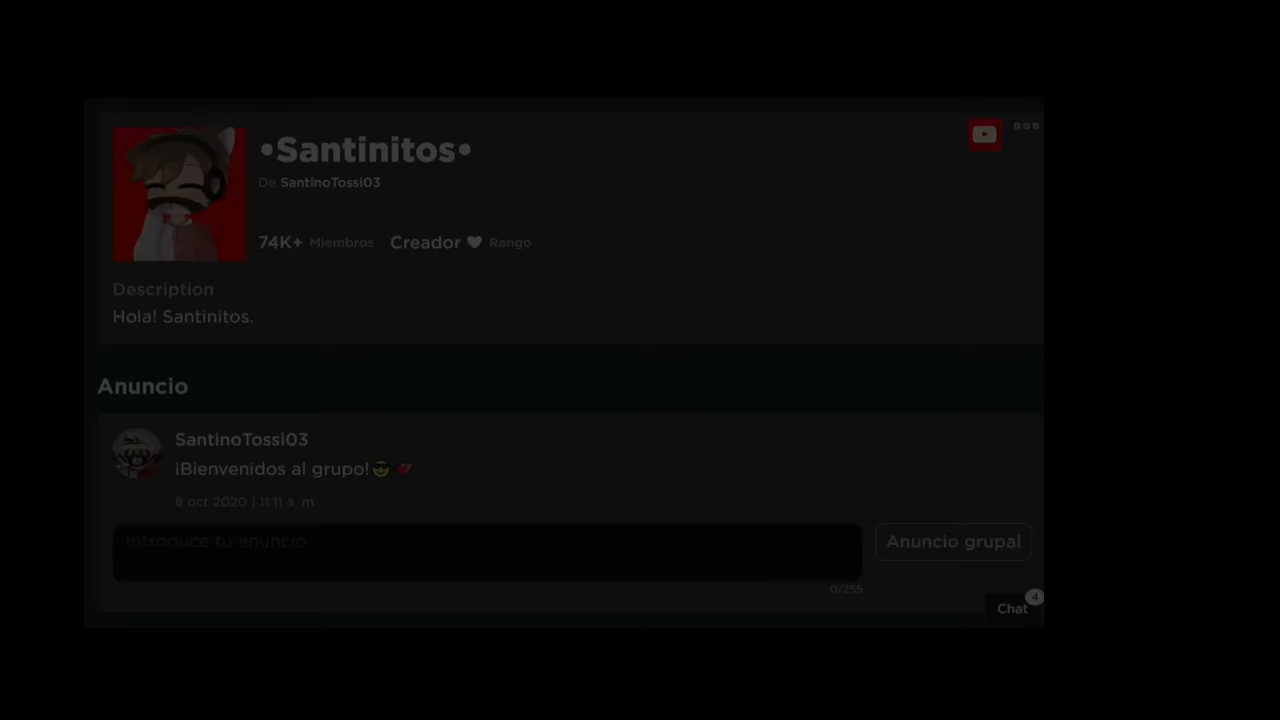 •Santinitos•
De SantinoTossi03
74K+ Miembros Creador Rango
Description
Hola! Santinitos.
Anuncio
SantinoTossi03
¡Bienvenidos al grupo!
8 oct 2020 | 11:11 a. m.
Introduce tu anuncio
Anuncio grupal
0/255
4
Chat